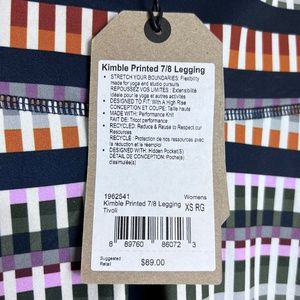 Kimble Printed 7/8 Legging
• STRETCH YOUR BOUNDARIES: Flexibility
made for yoga and studio pursuits
REPOUSSEZ VOS LIMITES : Extensibilité
idéale pour le yoga et autres activités
• DESIGNED TO FIT: With A High Rise
CONCEPTION ET COUPE: Taille
haute
• MADE WITH: Performance Knit
FAIT DE: Tricot performance
• RECYCLED: Reduce & Reuse to Respect our
Resources.
RECYCLÉ : Protection de nos ressources avec
la réduction et le réemploi
• DESIGNED WITH: Hidden Pocket(S)
DÉTAIL DE CONCEPTION: Poche(s)
dissimulée(s)
1962541 Womens
Kimble Printed 7/8 Legging XS RG
Tivoli
8 89760 86072 3
Suggested
Retail $89.00